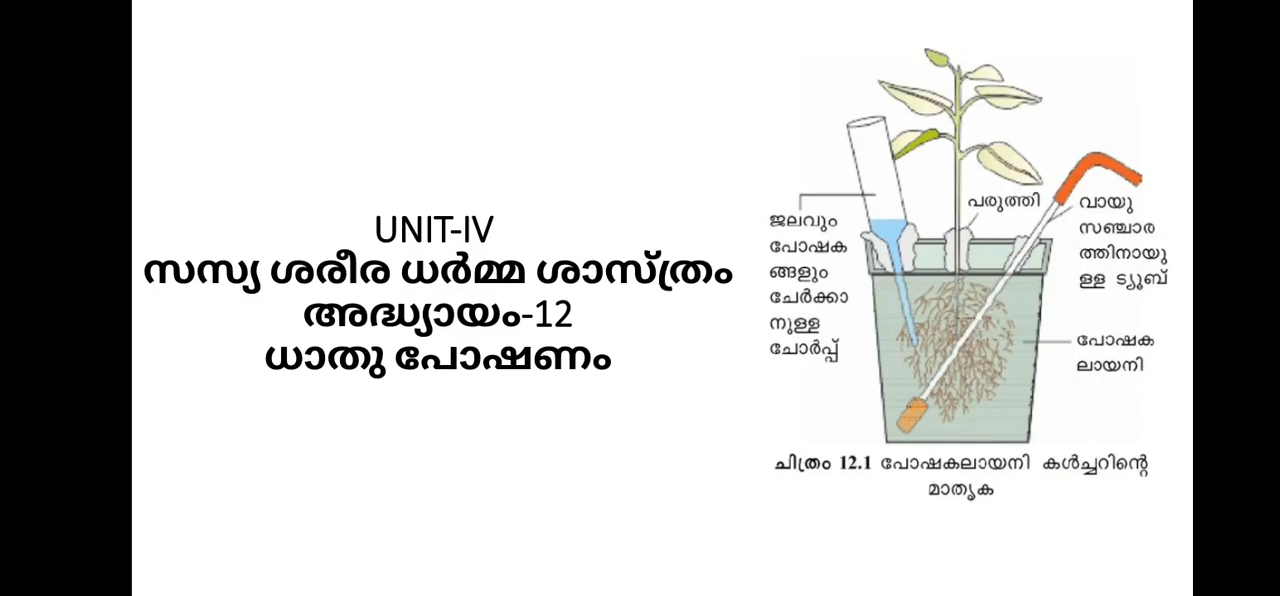 UNIT-IV
സസ്യ ശരീര ധർമ്മ ശാസ്ത്രം
അദ്ധ്യായം-12
ധാതു പോഷണം
ജലവും
പോഷക
ങ്ങളും
ചേർക്കാ
നുള്ള
ചോർപ്പ്
പരുത്തി
വായു
സഞ്ചാര
ത്തിനായു
ള്ള ട്യൂബ്
പോഷക
ലായനി
ചിത്രം 12.1 പോഷകലായനി കൾച്ചറിന്റെ
മാതൃക